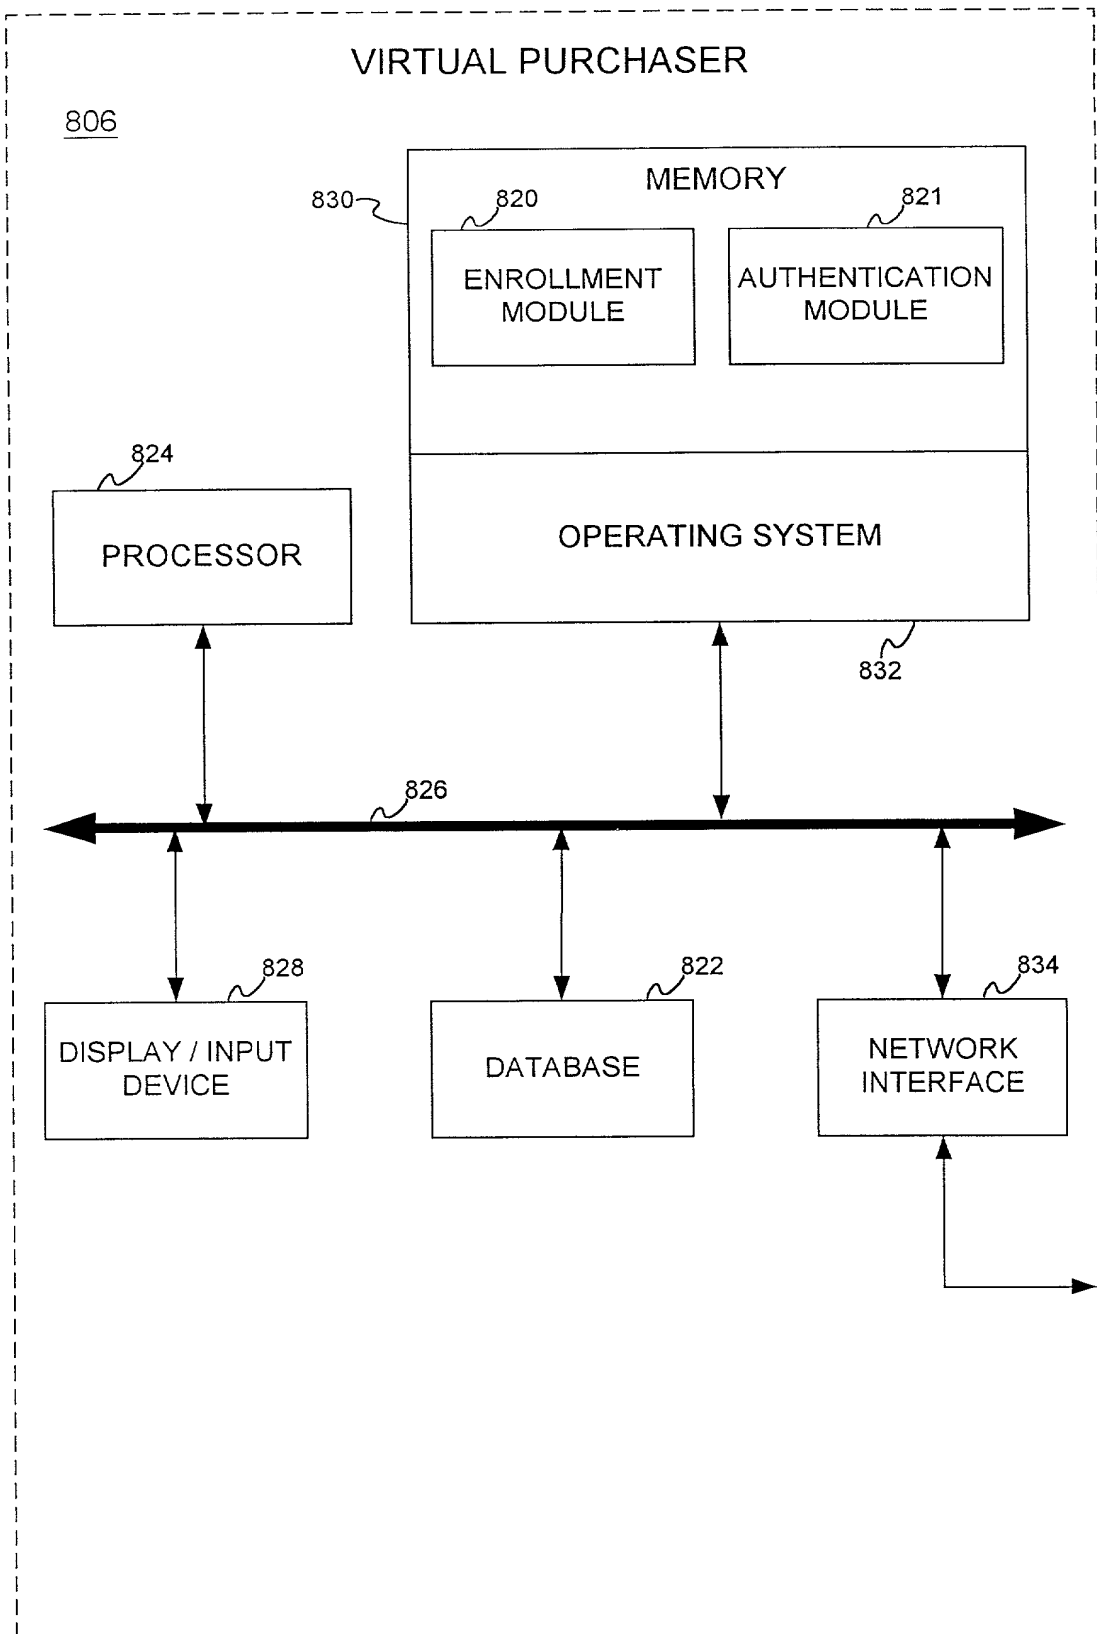 VIRTUAL PURCHASER
806
MEMORY
830
820
821
ENROLLMENT
MODULE
AUTHENTICATION
MODULE
824
PROCESSOR
OPERATING SYSTEM
832
826
828
822
834
DISPLAY / INPUT
DEVICE
DATABASE
NETWORK
INTERFACE